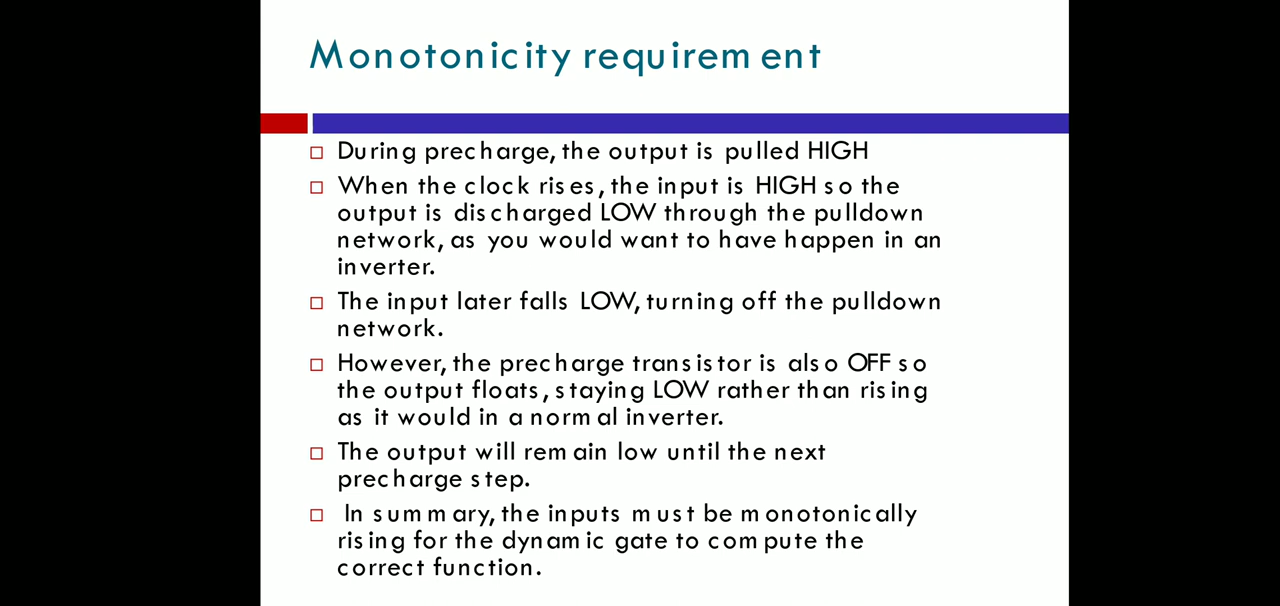 Monotonicity requirement
During precharge, the output is pulled HIGH
When the clock rises, the input is HIGH so the
output is discharged LOW through the pulldown
network, as you would want to have happen in an
inverter.
The input later falls LOW, turning off the pulldown
network.
However, the precharge transistor is also OFF so
the output floats, staying LOW rather than rising
as it would in a normal inverter.
The output will remain low until the next
precharge step.
In summary, the inputs must be monotonically
rising for the dynamic gate to compute the
correct function.